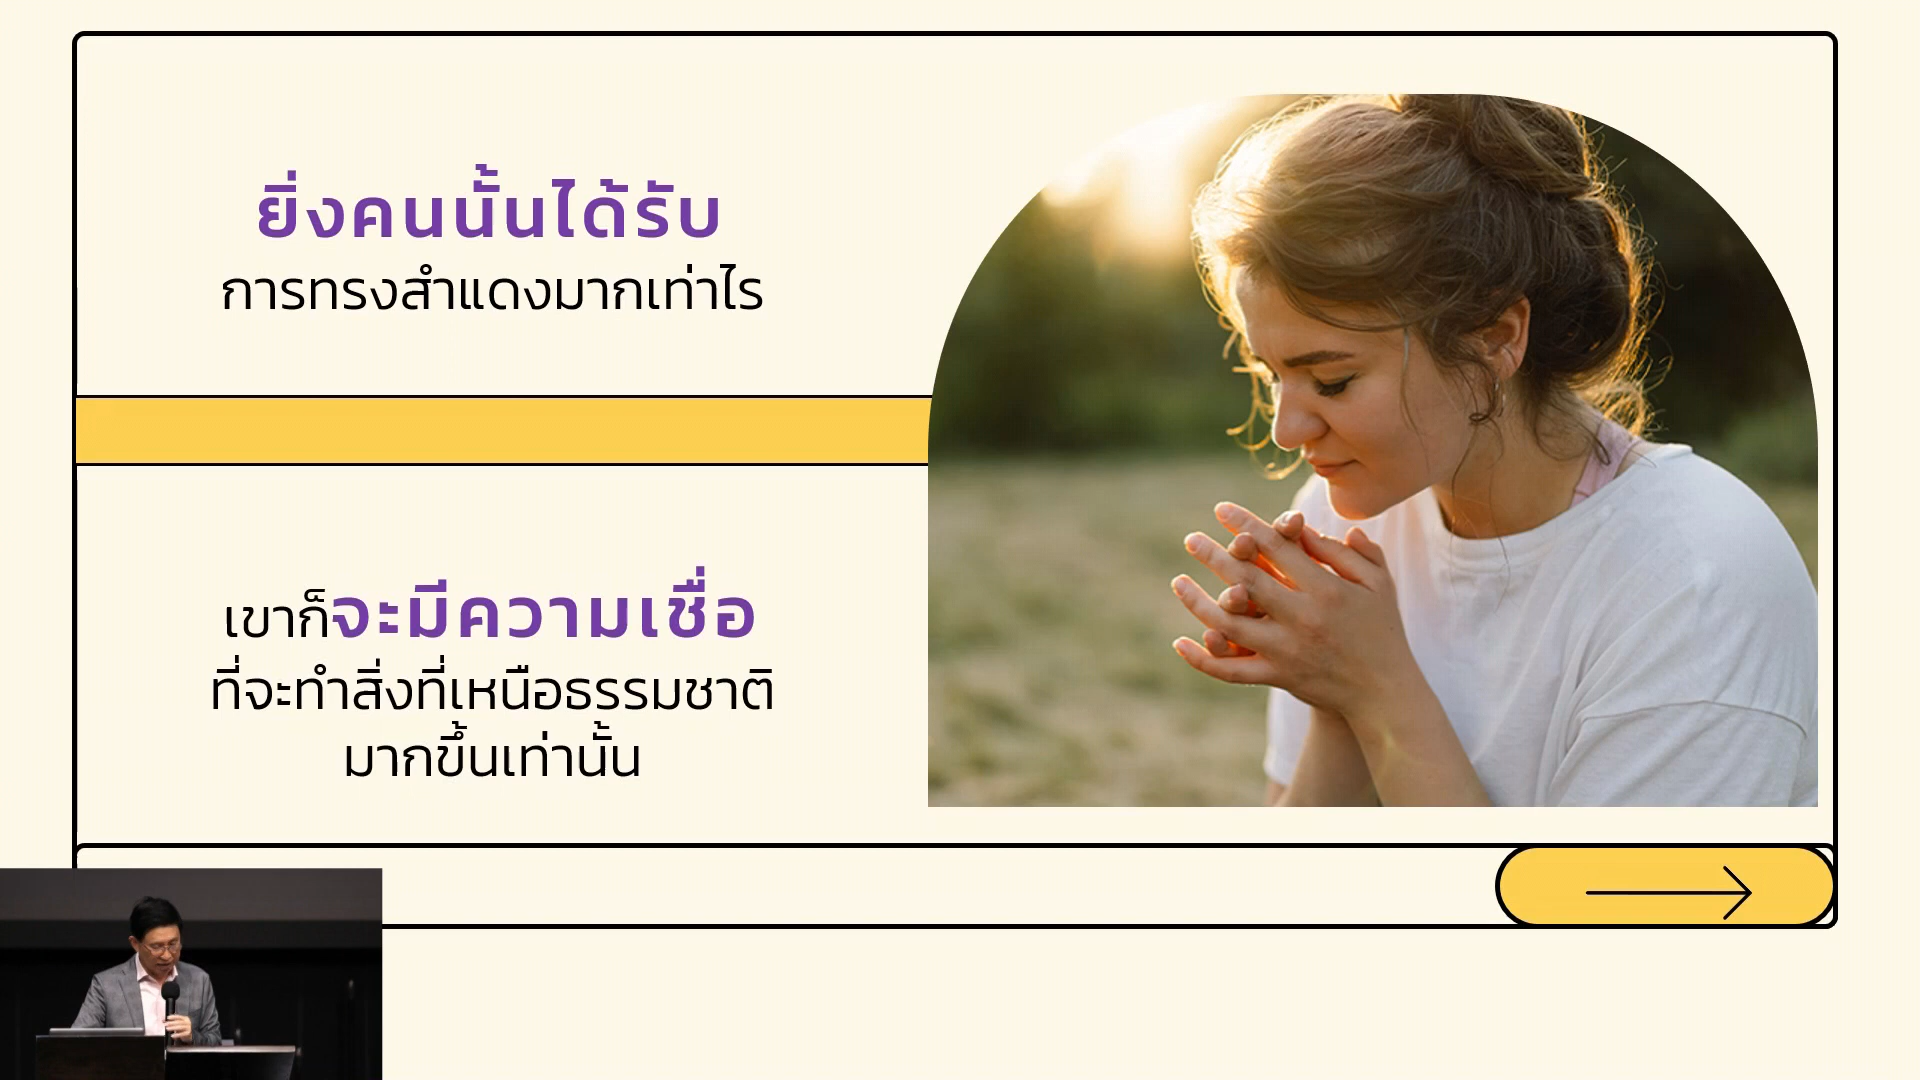 ยิ่งคนนั้นได้รับ
การทรงสำแดงมากเท่าไร
เขาก็จะมีความเชื่อ
ที่จะทำสิ่งที่เหนือธรรมชาติ
มากขึ้นเท่านั้น